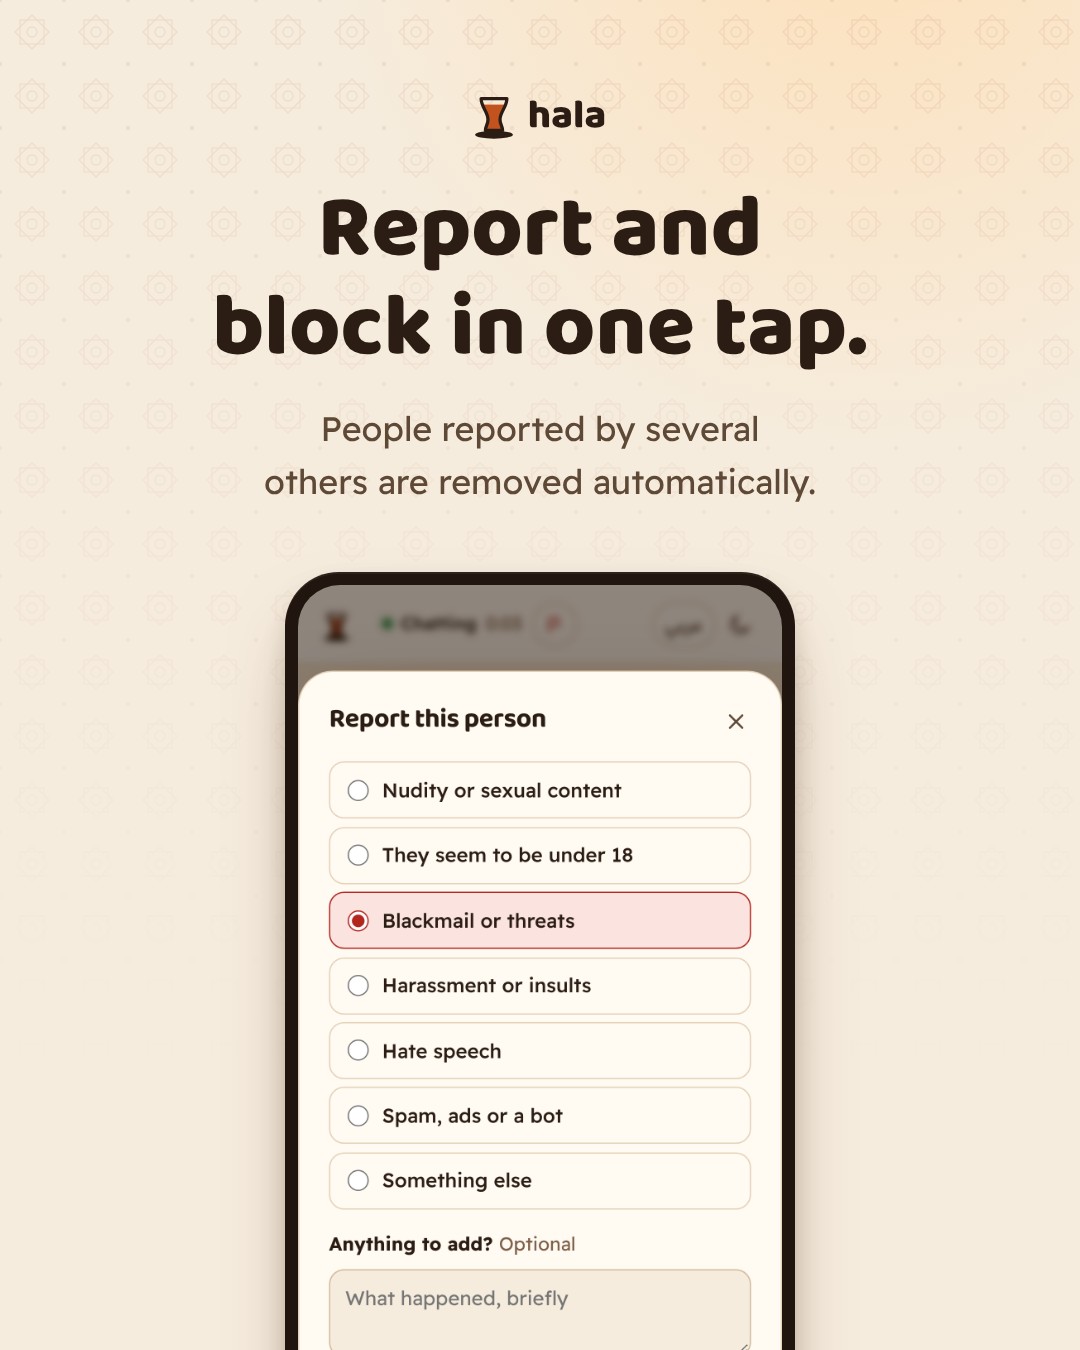 hala
Report and
block in one tap.
People reported by several
others are removed automatically.
Chatting
عربي
Report this person
Nudity or sexual content
They seem to be under 18
Blackmail or threats
Harassment or insults
Hate speech
Spam, ads or a bot
Something else
Anything to add? Optional
What happened, briefly